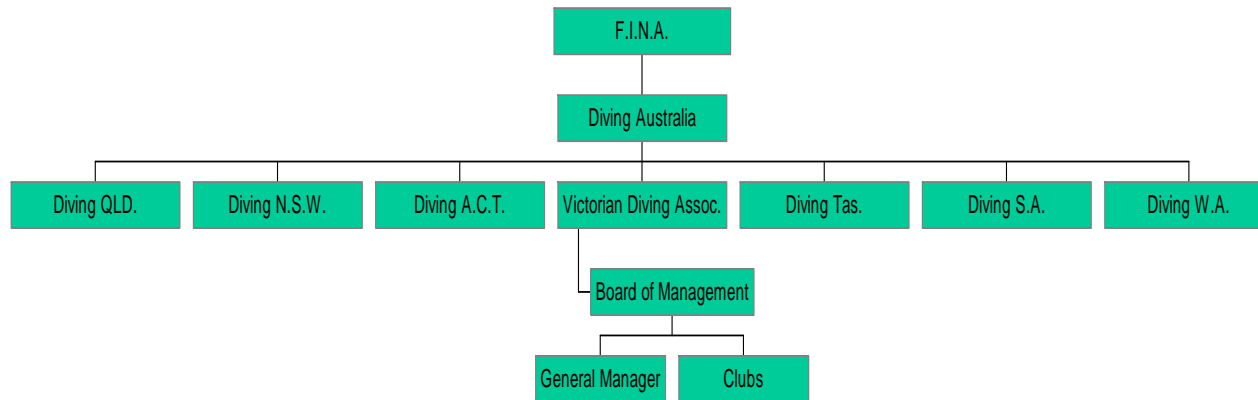 F.I.N.A.
Diving Australia
Diving QLD.
Diving N.S.W.
Diving A.C.T.
Victorian Diving Assoc.
Diving Tas.
Diving S.A.
Diving W.A.
Board of Management
General Manager
Clubs